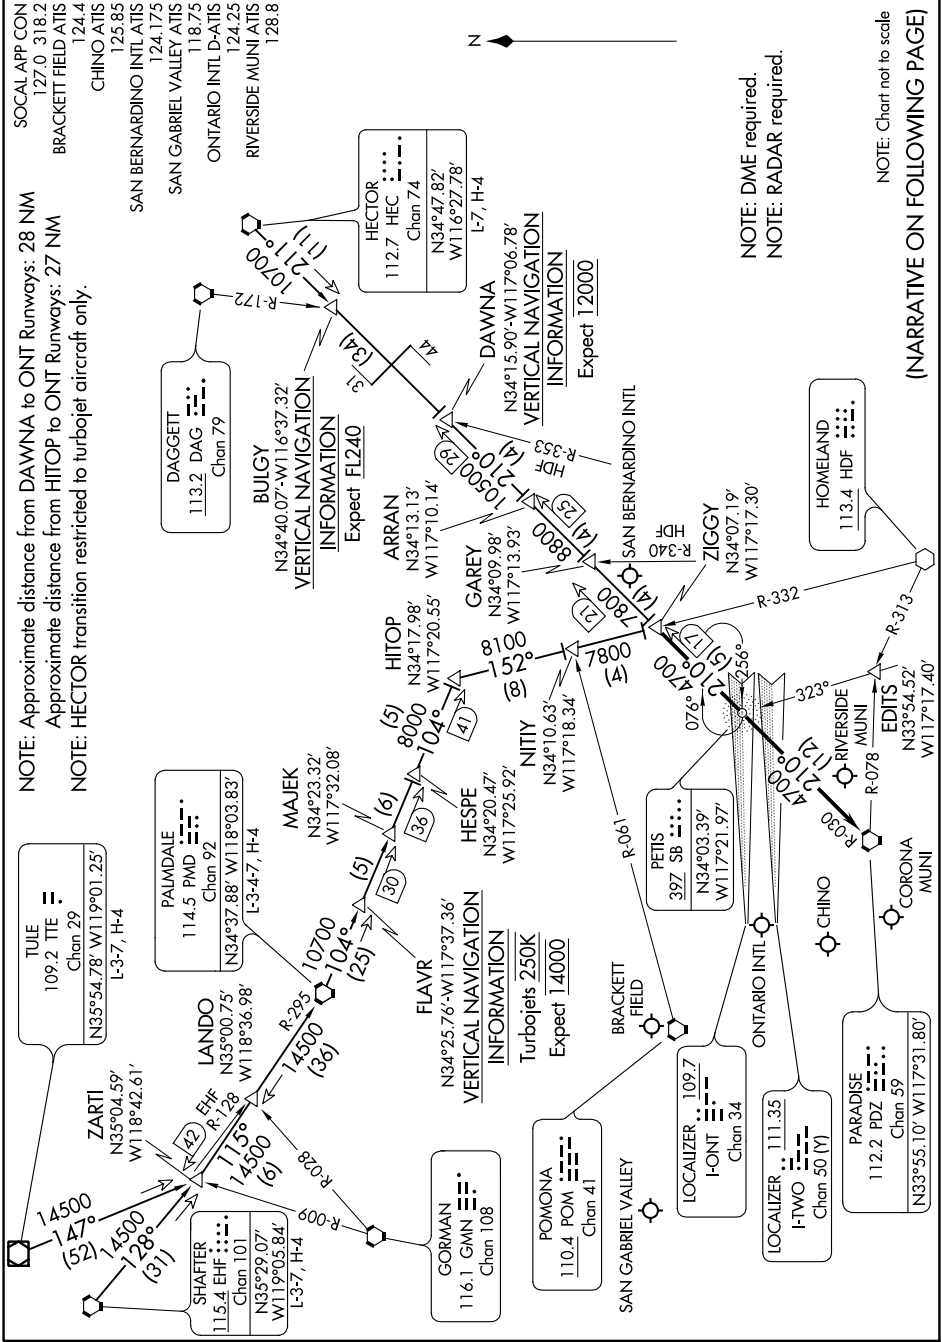 SOCAL APP CON
127.0 318.2
BRACKETT FIELD ATIS
124.4
CHINO ATIS
125.85
SAN BERNARDINO INTL ATIS
124.175
SAN GABRIEL VALLEY ATIS
118.75
ONTARIO INTL D-ATIS
124.25
RIVERSIDE MUNI ATIS
128.8
NOTE: Approximate distance from DAWNA to ONT Runways: 28 NM
Approximate distance from HITOP to ONT Runways: 27 NM
NOTE: HECTOR transition restricted to turbojet aircraft only.
N
TULE
109.2 TTE
Chan 29
N35°54.78' W119°01.25'
L-3-7, H-4
PALMDALE
114.5 PMD
Chan 92
N34°37.88' W118°03.83'
L-3-4-7, H-4
DAGGETT
113.2 DAG
Chan 79
HECTOR
112.7 HEC
Chan 74
N34°47.82'
W116°27.78'
L-7, H-4
10700
211°
(11)
R-172
BULGY
N34°40.07'-W116°37.32'
VERTICAL NAVIGATION
INFORMATION
Expect FL240
(34)
31
44
DAWNA
N34°15.90'-W117°06.78'
VERTICAL NAVIGATION
INFORMATION
Expect 12000
29
10500
210°
(4)
HDF
R-353
ARRAN
N34°13.13'
W117°10.14'
25
8800
(4)
GAREY
N34°09.98'
W117°13.93'
21
7800
(4)
SAN BERNARDINO INTL
R-340
HDF
ZIGGY
N34°07.19'
W117°17.30'
HITOP
N34°17.98'
W117°20.55'
8100
152°
(8)
NITIY
N34°10.63'
W117°18.34'
7800
(4)
17
4700
210°
(5)
256°
076°
R-332
HOMELAND
113.4 HDF
R-313
323°
EDITS
N33°54.52'
W117°17.40'
RIVERSIDE
MUNI
R-078
4700
210°
(12)
R-030
PETIS
397 SB
N34°03.39'
W117°21.97'
MAJEK
N34°23.32'
W117°32.08'
HESPE
N34°20.47'
W117°25.92'
(5)
8000
104°
41
(6)
36
(5)
30
10700
104°
(25)
FLAVR
N34°25.76'-W117°37.36'
VERTICAL NAVIGATION
INFORMATION
Turbojets 250K
Expect 14000
LANDO
N35°00.75'
W118°36.98'
R-295
14500
(36)
ZARTI
N35°04.59'
W118°42.61'
42
EHF
R-128
115°
14500
(6)
14500
147°
(52)
14500
128°
(31)
SHAFTER
115.4 EHF
Chan 101
N35°29.07'
W119°05.84'
L-3-7, H-4
R-009
R-028
GORMAN
116.1 GMN
Chan 108
R-061
BRACKETT
FIELD
POMONA
110.4 POM
Chan 41
SAN GABRIEL VALLEY
LOCALIZER 109.7
I-ONT
Chan 34
ONTARIO INTL
LOCALIZER 111.35
I-TWO
Chan 50 (Y)
CHINO
CORONA
MUNI
PARADISE
112.2 PDZ
Chan 59
N33°55.10' W117°31.80'
NOTE: DME required.
NOTE: RADAR required.
NOTE: Chart not to scale
(NARRATIVE ON FOLLOWING PAGE)